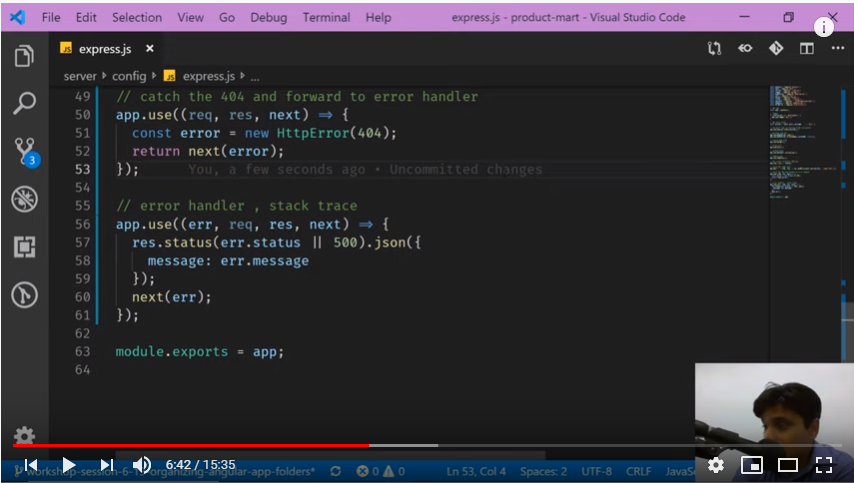 File Edit Selection View Go Debug Terminal Help express.js - product-mart - Visual Studio Code
JS express.js
server config JS express.js ...
49 // catch the 404 and forward to error handler
50 app.use((req, res, next) => {
51 const error = new HttpError(404);
52 return next(error);
53 }); You, a few seconds ago • Uncommitted changes
54
55 // error handler , stack trace
56 app.use((err, req, res, next) => {
57 res.status(err.status || 500).json({
58 message: err.message
59 });
60 next(err);
61 });
62
63 module.exports = app;
64
3
6:42 / 15:35
organizing-angular-app-folders* 0 0 Ln 53, Col 4 Spaces: 2 UTF-8 CRLF